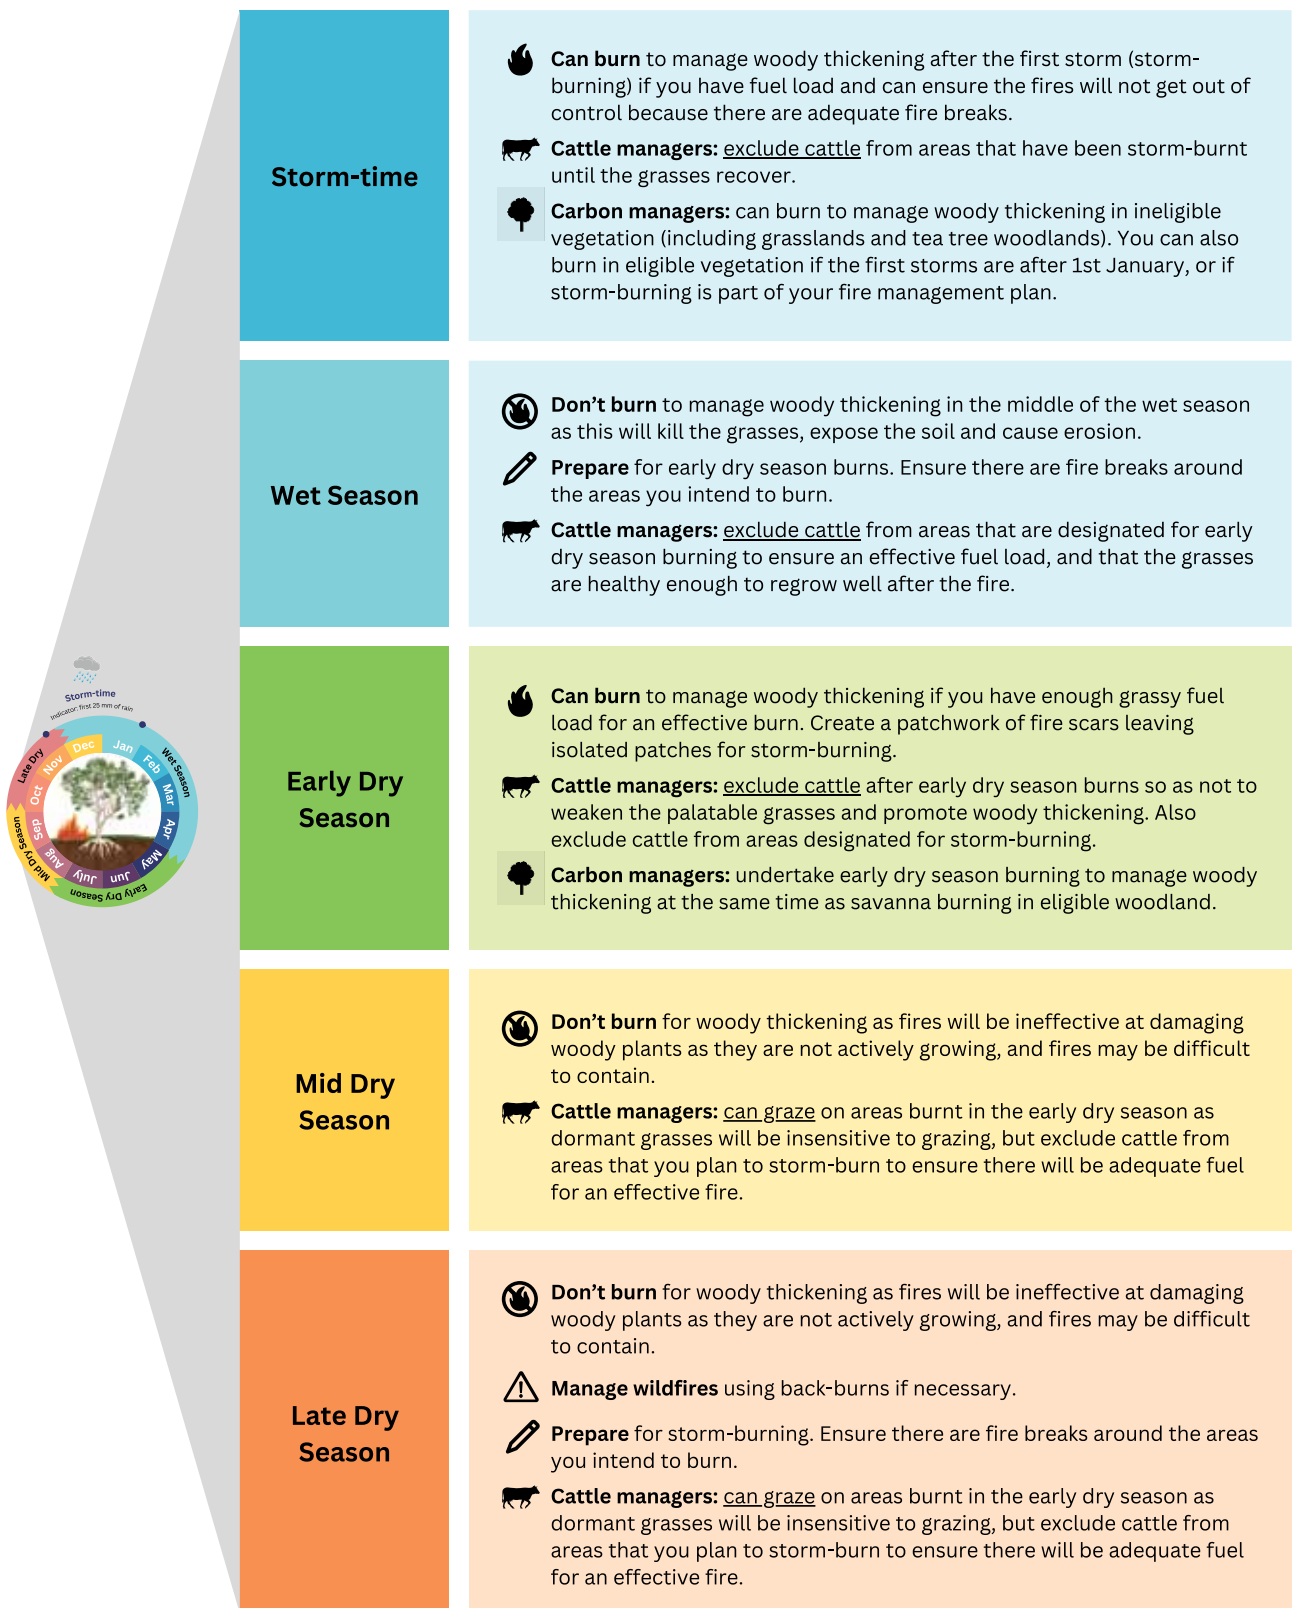 Storm-time
Can burn to manage woody thickening after the first storm (storm-
burning) if you have fuel load and can ensure the fires will not get out of
control because there are adequate fire breaks.
Cattle managers: exclude cattle from areas that have been storm-burnt
until the grasses recover.
Carbon managers: can burn to manage woody thickening in ineligible
vegetation (including grasslands and tea tree woodlands). You can also
burn in eligible vegetation if the first storms are after 1st January, or if
storm-burning is part of your fire management plan.
Wet Season
Don’t burn to manage woody thickening in the middle of the wet season
as this will kill the grasses, expose the soil and cause erosion.
Prepare for early dry season burns. Ensure there are fire breaks around
the areas you intend to burn.
Cattle managers: exclude cattle from areas that are designated for early
dry season burning to ensure an effective fuel load, and that the grasses
are healthy enough to regrow well after the fire.
Storm-time
Indicator: first 25 mm of rain
Late Dry
Wet Season
Early Dry Season
Mid Dry Season
Jan
Feb
Mar
Apr
May
Jun
July
Aug
Sep
Oct
Nov
Dec
Early Dry
Season
Can burn to manage woody thickening if you have enough grassy fuel
load for an effective burn. Create a patchwork of fire scars leaving
isolated patches for storm-burning.
Cattle managers: exclude cattle after early dry season burns so as not to
weaken the palatable grasses and promote woody thickening. Also
exclude cattle from areas designated for storm-burning.
Carbon managers: undertake early dry season burning to manage woody
thickening at the same time as savanna burning in eligible woodland.
Mid Dry
Season
Don’t burn for woody thickening as fires will be ineffective at damaging
woody plants as they are not actively growing, and fires may be difficult
to contain.
Cattle managers: can graze on areas burnt in the early dry season as
dormant grasses will be insensitive to grazing, but exclude cattle from
areas that you plan to storm-burn to ensure there will be adequate fuel
for an effective fire.
Late Dry
Season
Don’t burn for woody thickening as fires will be ineffective at damaging
woody plants as they are not actively growing, and fires may be difficult
to contain.
Manage wildfires using back-burns if necessary.
Prepare for storm-burning. Ensure there are fire breaks around the areas
you intend to burn.
Cattle managers: can graze on areas burnt in the early dry season as
dormant grasses will be insensitive to grazing, but exclude cattle from
areas that you plan to storm-burn to ensure there will be adequate fuel
for an effective fire.